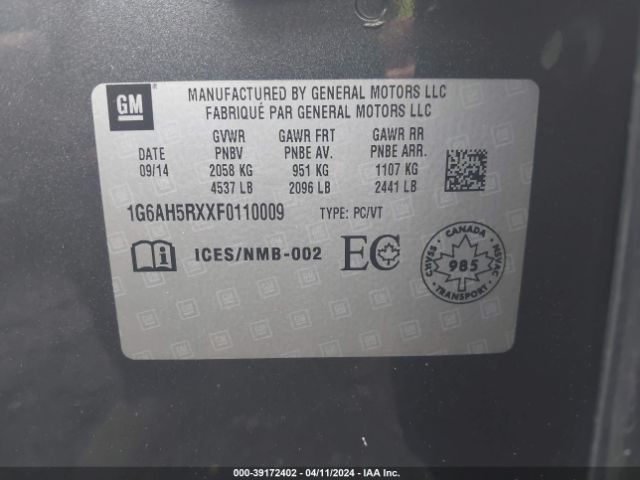 GM
MANUFACTURED BY GENERAL MOTORS LLC
FABRIQUÉ PAR GENERAL MOTORS LLC
GVWR GAWR FRT GAWR RR
DATE PNBV PNBE AV. PNBE ARR.
09/14 2058 KG 951 KG 1107 KG
4537 LB 2096 LB 2441 LB
1G6AH5RXXF0110009 TYPE: PC/VT
ICES/NMB-002 EC
CANADA
CMVSS 985 NSVAC
TRANSPORT
000-39172402 - 04/11/2024 - IAA Inc.